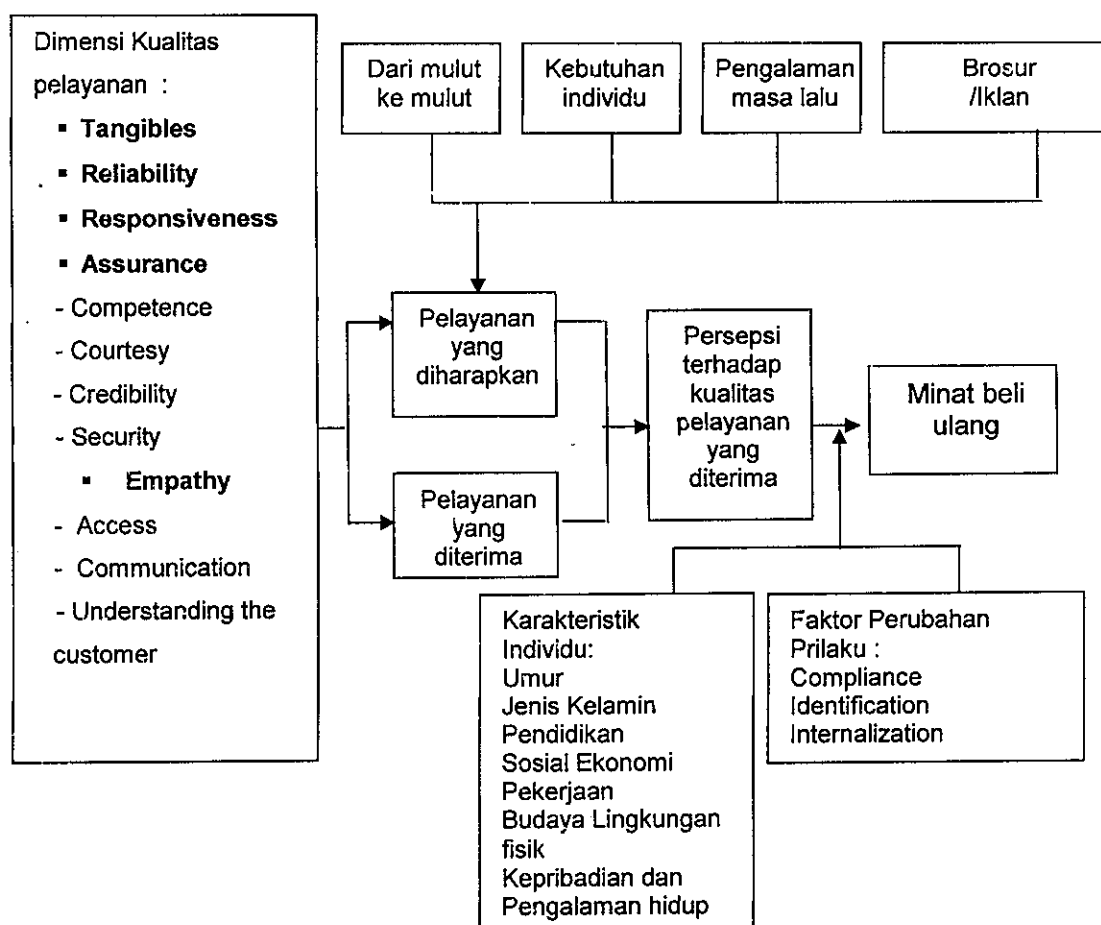 Dimensi Kualitas
pelayanan :
▪ Tangibles
▪ Reliability
▪ Responsiveness
▪ Assurance
- Competence
- Courtesy
- Credibility
- Security
▪ Empathy
- Access
- Communication
- Understanding the
customer
Dari mulut
ke mulut
Kebutuhan
individu
Pengalaman
masa lalu
Brosur
/Iklan
Pelayanan
yang
diharapkan
Pelayanan
yang
diterima
Persepsi
terhadap
kualitas
pelayanan
yang
diterima
Minat beli
ulang
Karakteristik
Individu:
Umur
Jenis Kelamin
Pendidikan
Sosial Ekonomi
Pekerjaan
Budaya Lingkungan
fisik
Kepribadian dan
Pengalaman hidup
Faktor Perubahan
Prilaku :
Compliance
Identification
Internalization